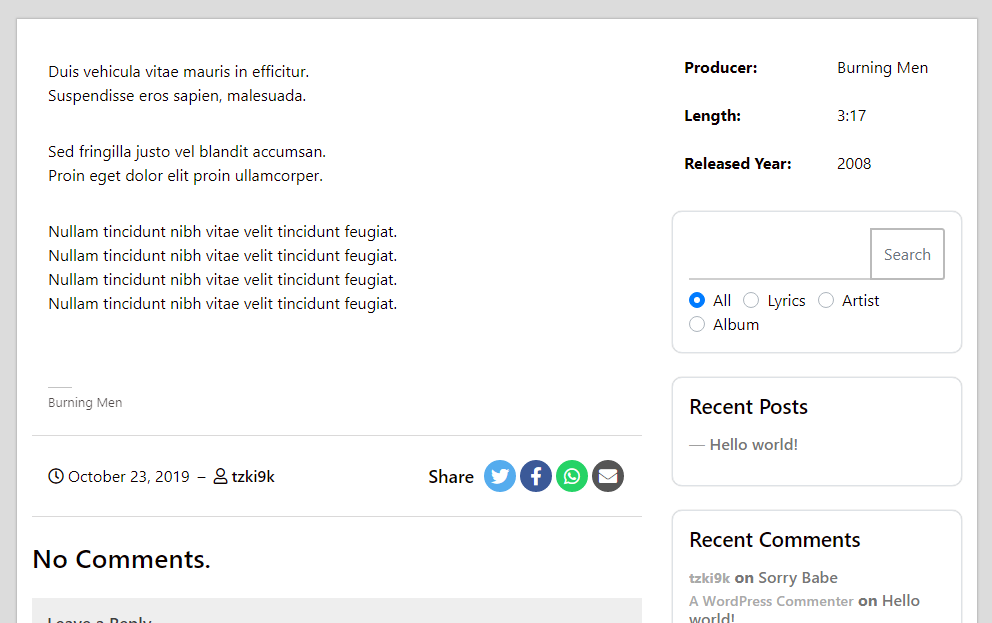 Duis vehicula vitae mauris in efficitur.
Suspendisse eros sapien, malesuada.
Sed fringilla justo vel blandit accumsan.
Proin eget dolor elit proin ullamcorper.
Nullam tincidunt nibh vitae velit tincidunt feugiat.
Nullam tincidunt nibh vitae velit tincidunt feugiat.
Nullam tincidunt nibh vitae velit tincidunt feugiat.
Nullam tincidunt nibh vitae velit tincidunt feugiat.
Burning Men
October 23, 2019 – tzki9k
Share
No Comments.
Leave a Reply
Producer: Burning Men
Length: 3:17
Released Year: 2008
Search
All Lyrics Artist
Album
Recent Posts
— Hello world!
Recent Comments
tzki9k on Sorry Babe
A WordPress Commenter on Hello
world!